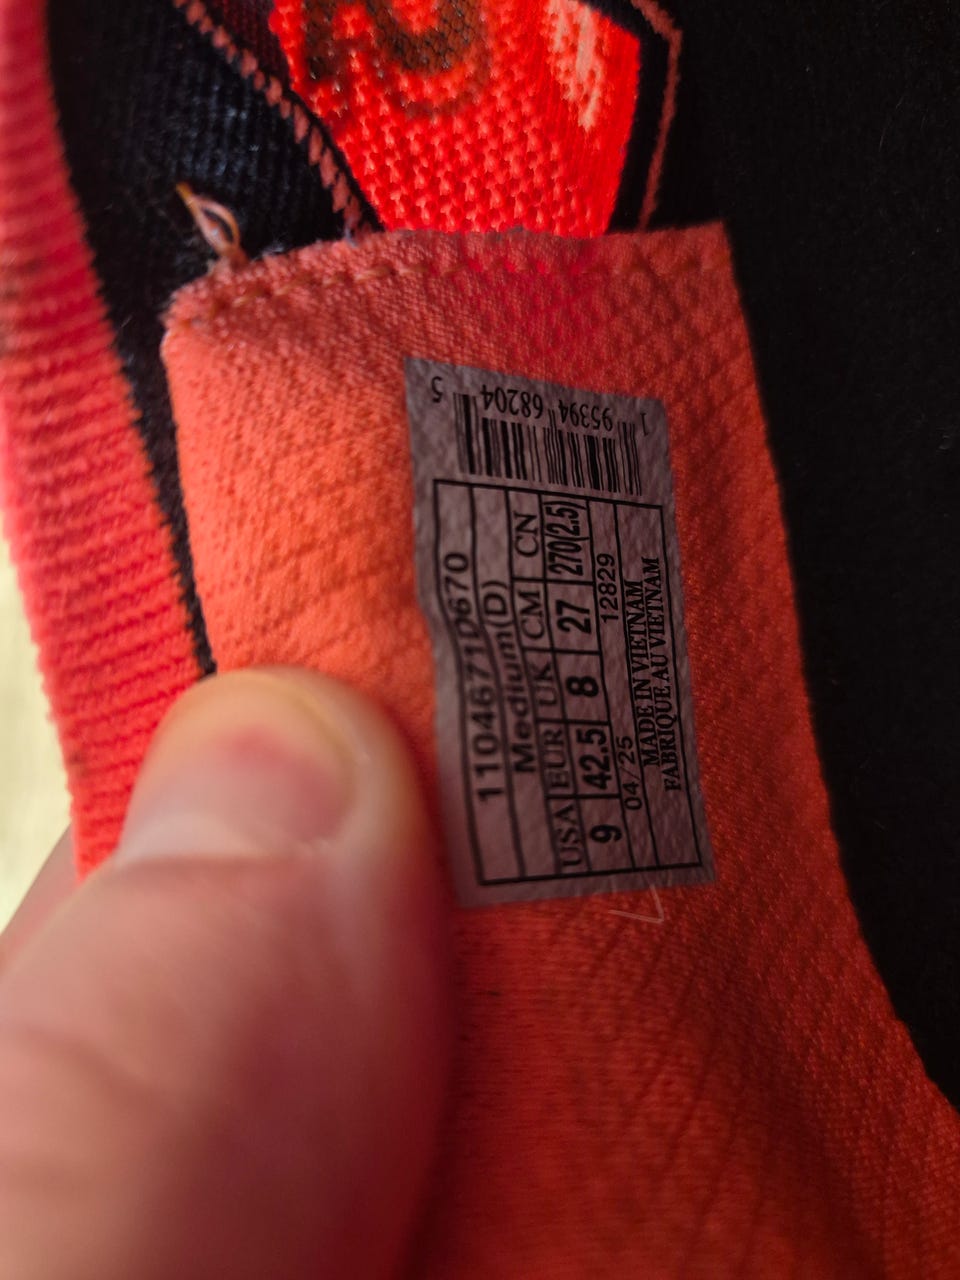 1104671D670
Medium(D)
USA EUR UK CM CN
9 42.5 8 27 270(2.5)
04/25 12829
MADE IN VIETNAM
FABRIQUE AU VIETNAM
1 95394 68204 5